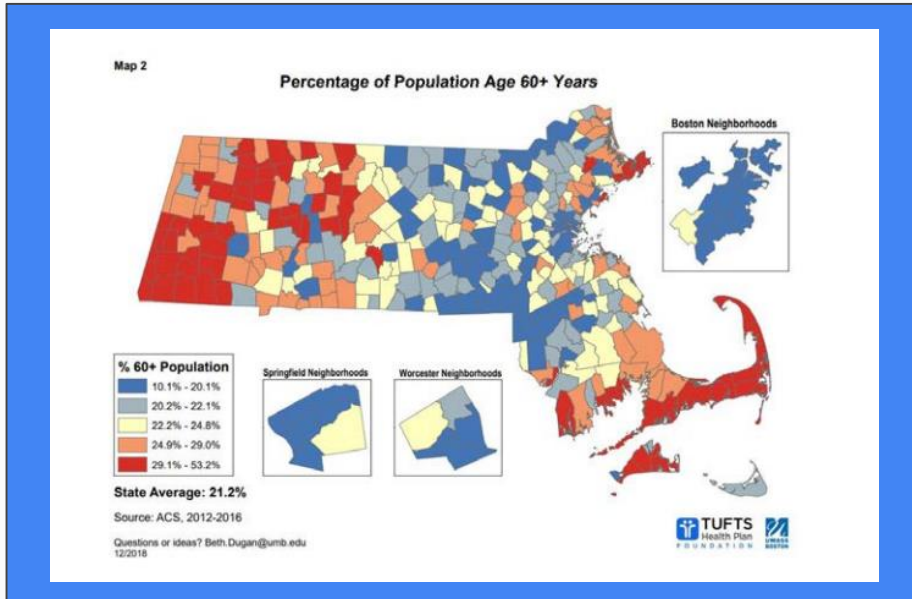 Map 2
Percentage of Population Age 60+ Years
Boston Neighborhoods
% 60+ Population
10.1% - 20.1%
20.2% - 22.1%
22.2% - 24.8%
24.9% - 29.0%
29.1% - 53.2%
Springfield Neighborhoods
Worcester Neighborhoods
State Average: 21.2%
Source: ACS, 2012-2016
Questions or ideas? Beth.Dugan@umb.edu
12/2018
TUFTS
Health Plan
FOUNDATION
UMASS
BOSTON